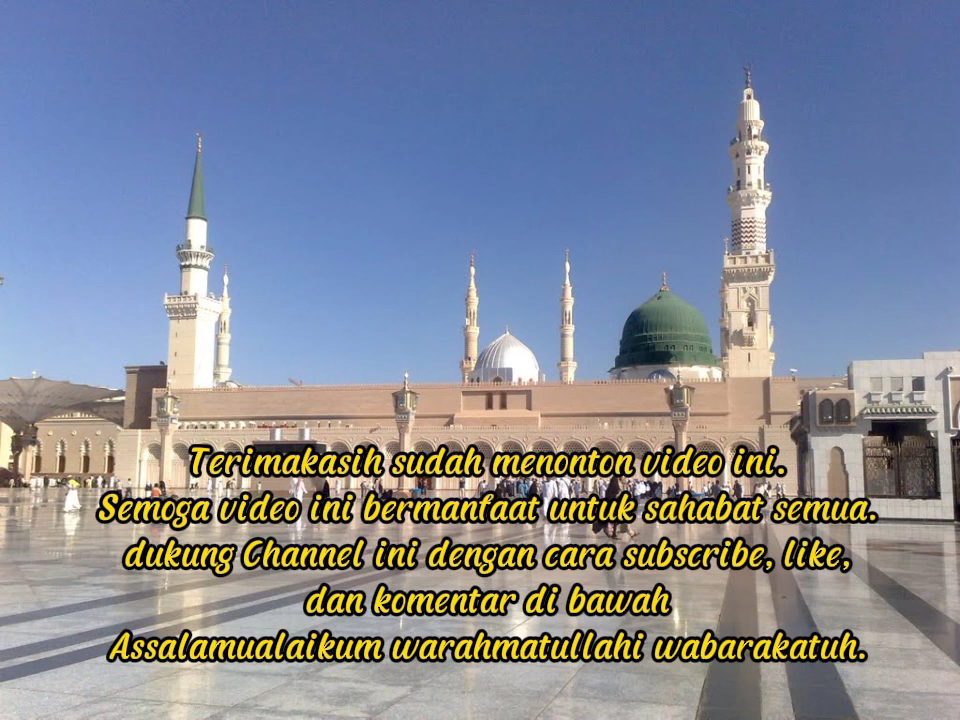 Terimakasih sudah menonton video ini.
Semoga video ini bermanfaat untuk sahabat semua.
dukung Channel ini dengan cara subscribe, like,
dan komentar di bawah
Assalamualaikum warahmatullahi wabarakatuh.